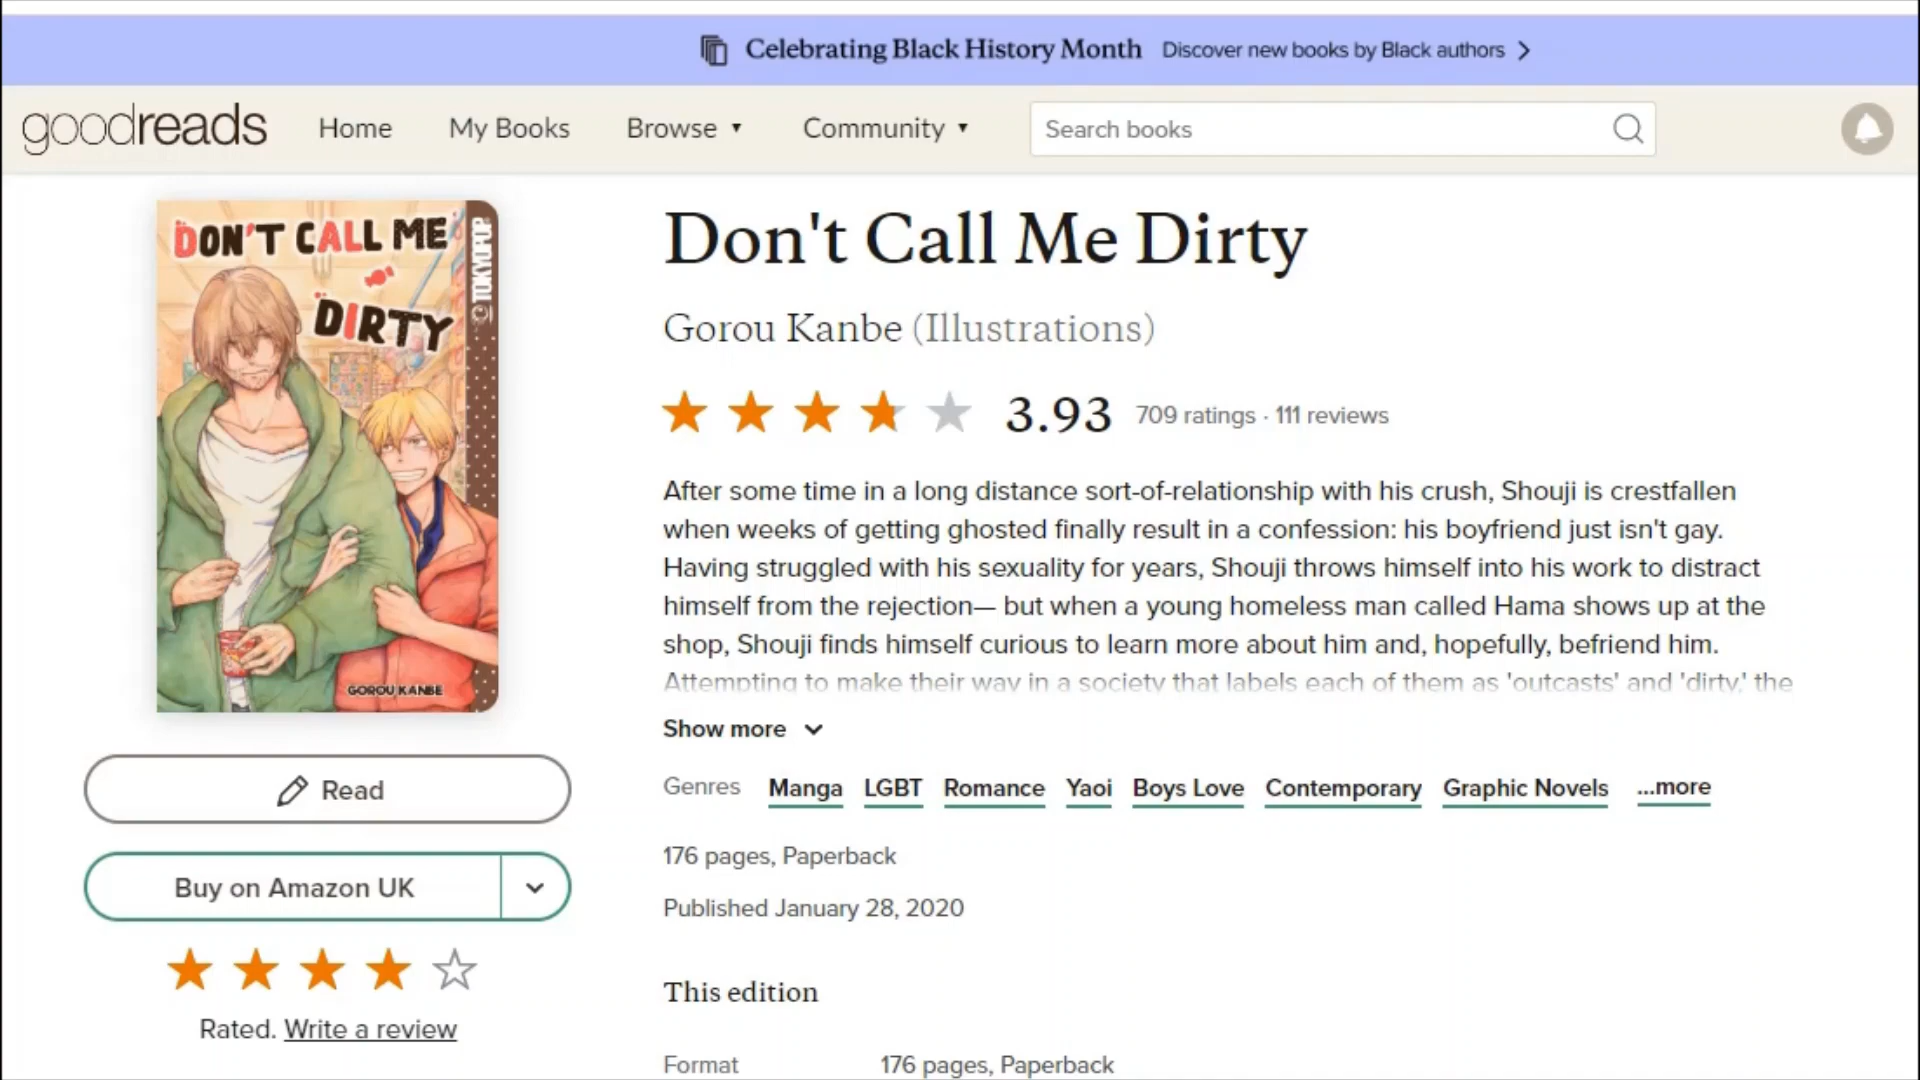 Celebrating Black History Month Discover new books by Black authors
goodreads Home My Books Browse Community Search books
DON'T CALL ME
DIRTY
TOKYOPOP
GOROU KANBE
Read
Buy on Amazon UK
Rated. Write a review
Don't Call Me Dirty
Gorou Kanbe (Illustrations)
3.93 709 ratings · 111 reviews
After some time in a long distance sort-of-relationship with his crush, Shouji is crestfallen
when weeks of getting ghosted finally result in a confession: his boyfriend just isn't gay.
Having struggled with his sexuality for years, Shouji throws himself into his work to distract
himself from the rejection— but when a young homeless man called Hama shows up at the
shop, Shouji finds himself curious to learn more about him and, hopefully, befriend him.
Attempting to make their way in a society that labels each of them as 'outcasts' and 'dirty,' the
Show more
Genres Manga LGBT Romance Yaoi Boys Love Contemporary Graphic Novels ...more
176 pages, Paperback
Published January 28, 2020
This edition
Format 176 pages, Paperback